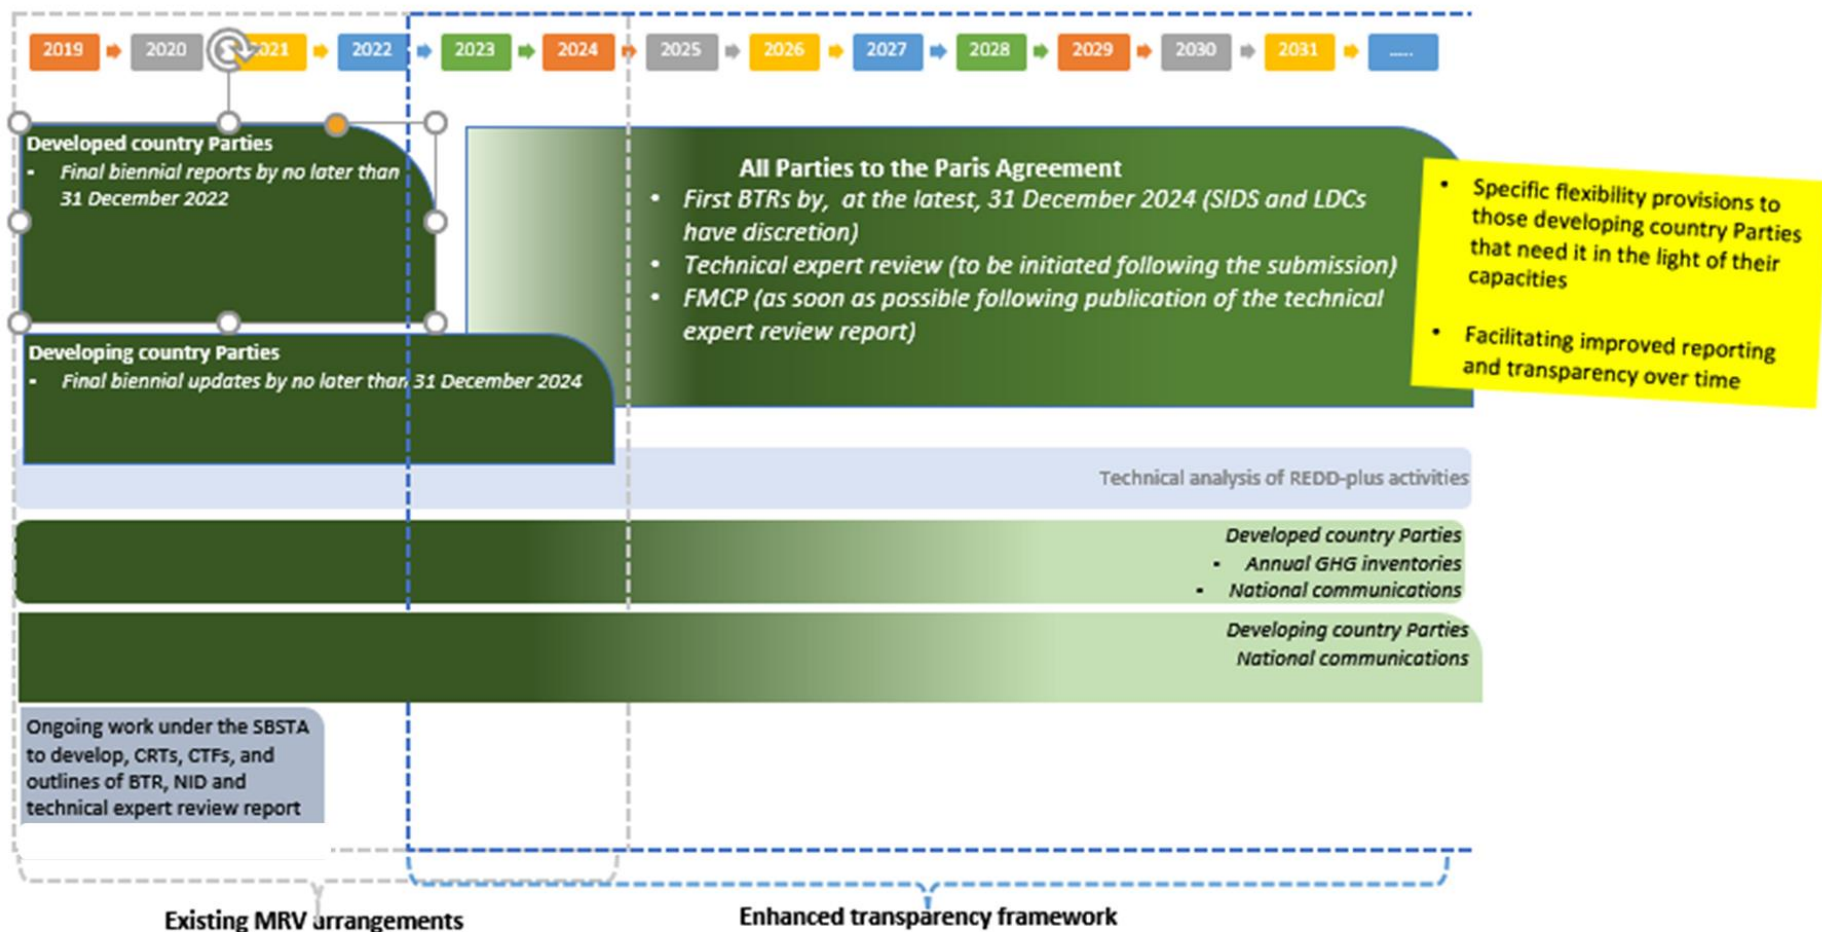 2019
2020
2021
2022
2023
2024
2025
2026
2027
2028
2029
2030
2031
.....
Developed country Parties
- Final biennial reports by no later than
31 December 2022
All Parties to the Paris Agreement
• First BTRs by, at the latest, 31 December 2024 (SIDS and LDCs
have discretion)
• Technical expert review (to be initiated following the submission)
• FMCP (as soon as possible following publication of the technical
expert review report)
• Specific flexibility provisions to
those developing country Parties
that need it in the light of their
capacities
• Facilitating improved reporting
and transparency over time
Developing country Parties
- Final biennial updates by no later than 31 December 2024
Technical analysis of REDD-plus activities
Developed country Parties
- Annual GHG inventories
- National communications
Developing country Parties
National communications
Ongoing work under the SBSTA
to develop, CRTs, CTFs, and
outlines of BTR, NID and
technical expert review report
Existing MRV arrangements
Enhanced transparency framework